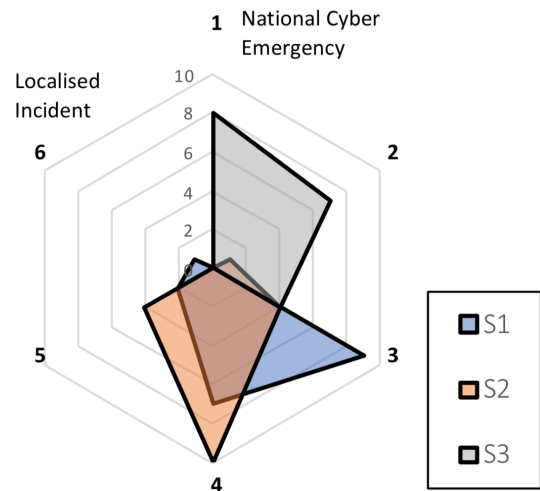 1 National Cyber
Emergency
10
Localised
Incident
8
6 6 2
4
2
0
S1
5 3
S2
S3
4